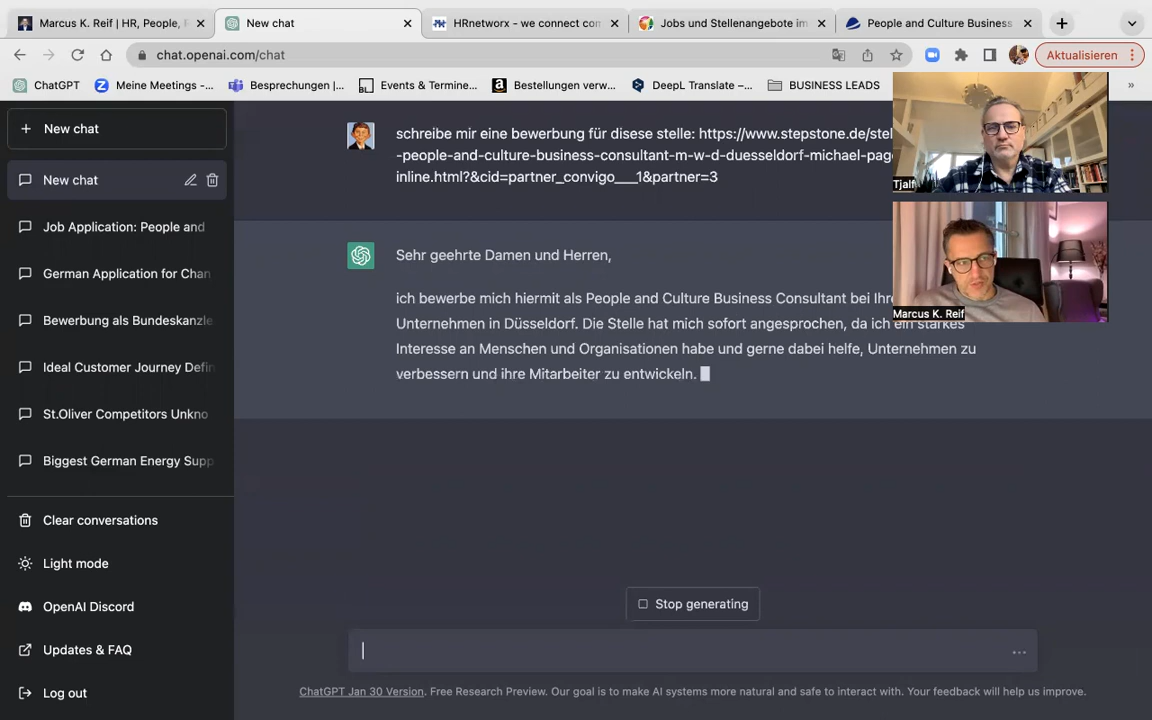 Marcus K. Reif | HR, People,
New chat
HRnetworx - we connect con
Jobs und Stellenangebote im
People and Culture Business
chat.openai.com/chat
Aktualisieren
ChatGPT
Meine Meetings -...
Besprechungen |...
Events & Termine...
Bestellungen verw...
DeepL Translate –...
BUSINESS LEADS
»
+ New chat
New chat
Job Application: People and
German Application for Chan
Bewerbung als Bundeskanzle
Ideal Customer Journey Defin
St.Oliver Competitors Unkno
Biggest German Energy Supp
Clear conversations
Light mode
OpenAI Discord
Updates & FAQ
Log out
schreibe mir eine bewerbung für disese stelle: https://www.stepstone.de/stel
-people-and-culture-business-consultant-m-w-d-duesseldorf-michael-page
inline.html?&cid=partner_convigo___1&partner=3
Sehr geehrte Damen und Herren,
ich bewerbe mich hiermit als People and Culture Business Consultant bei Ihre
Unternehmen in Düsseldorf. Die Stelle hat mich sofort angesprochen, da ich ein starkes
Interesse an Menschen und Organisationen habe und gerne dabei helfe, Unternehmen zu
verbessern und ihre Mitarbeiter zu entwickeln.
Tjalf
Marcus K. Reif
Stop generating
ChatGPT Jan 30 Version. Free Research Preview. Our goal is to make AI systems more natural and safe to interact with. Your feedback will help us improve.